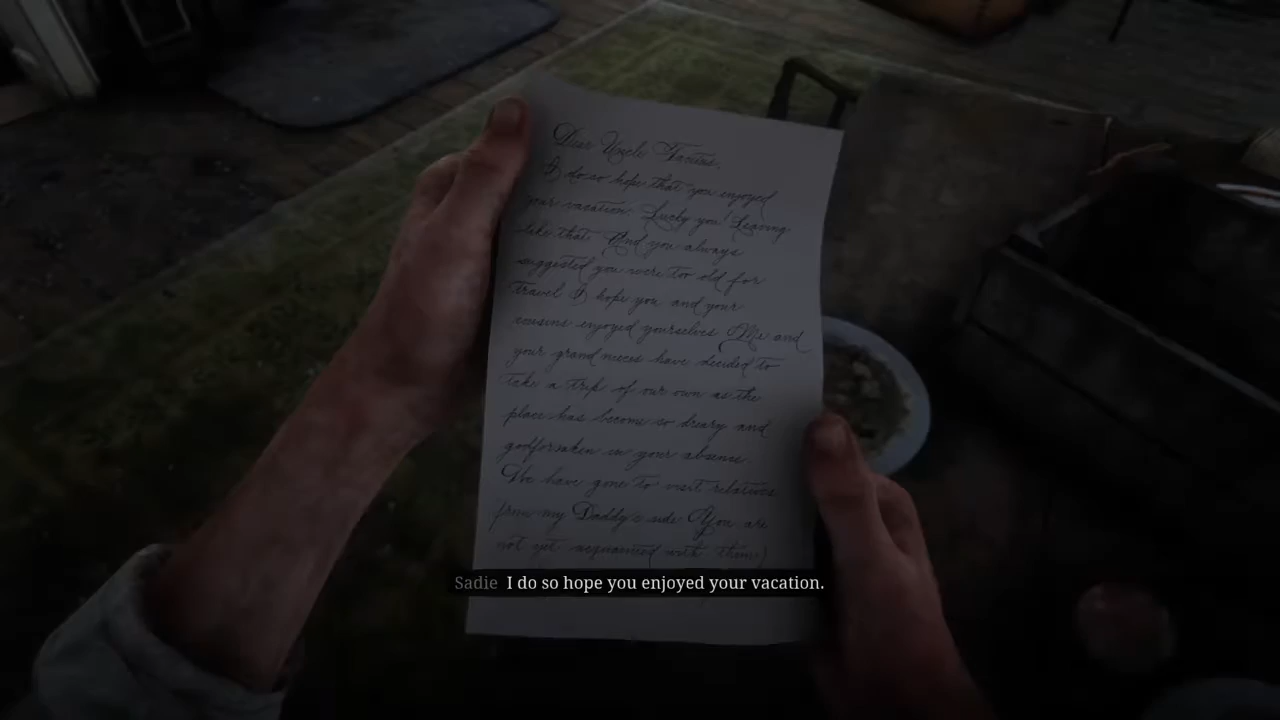 Dear Uncle Tacitus,
I do so hope that you enjoyed
your vacation. Lucky you! Leaving
like that. And you always
suggested you were too old for
travel. I hope you and your
cousins enjoyed yourselves. Me and
your grand nieces have decided to
take a trip of our own as the
place has become so dreary and
godforsaken in your absence.
We have gone to visit relatives
from my Daddy's side. (You are
not yet acquainted with them)
Sadie I do so hope you enjoyed your vacation.